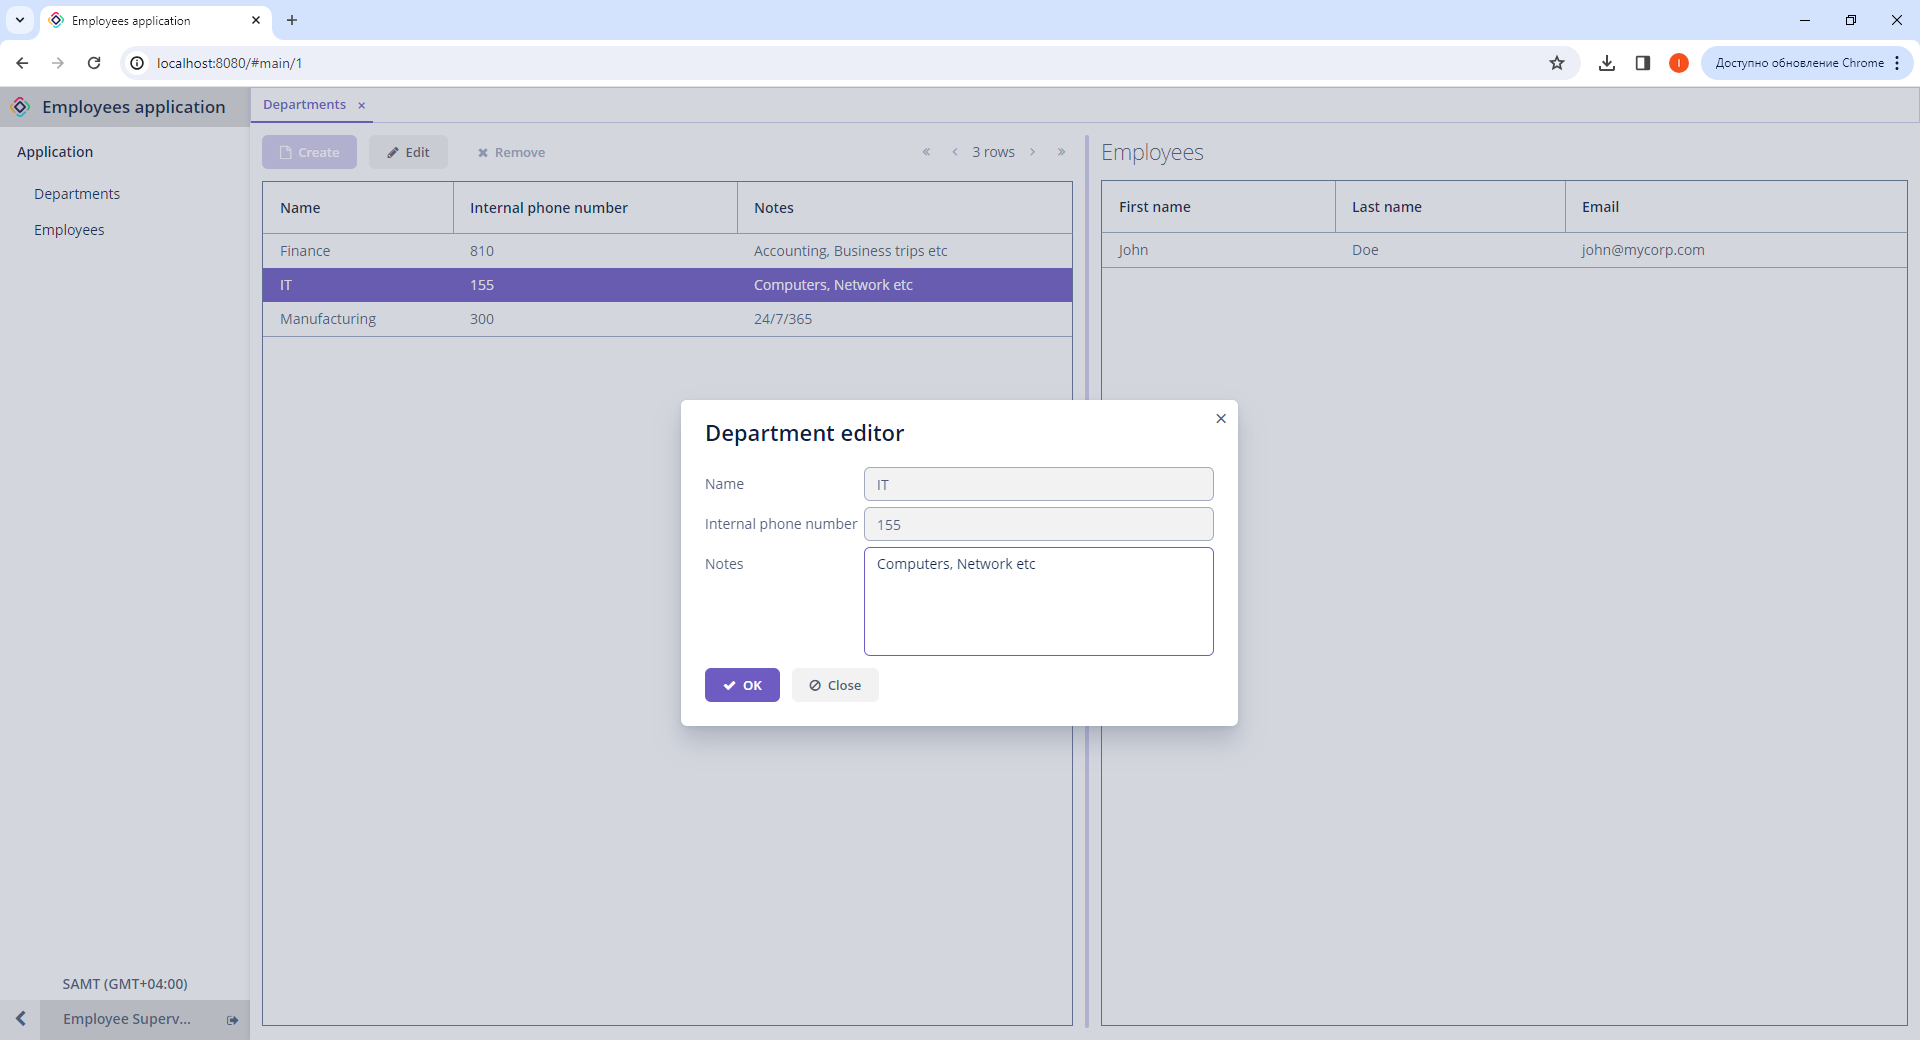 Employees application
localhost:8080/#main/1
I
Доступно обновление Chrome
Employees application
Application
Departments
Employees
SAMT (GMT+04:00)
Employee Superv...
Departments
Create
Edit
Remove
3 rows
Name Internal phone number Notes
Finance 810 Accounting, Business trips etc
IT 155 Computers, Network etc
Manufacturing 300 24/7/365
Employees
First name Last name Email
John Doe john@mycorp.com
Department editor
Name IT
Internal phone number 155
Notes Computers, Network etc
OK
Close